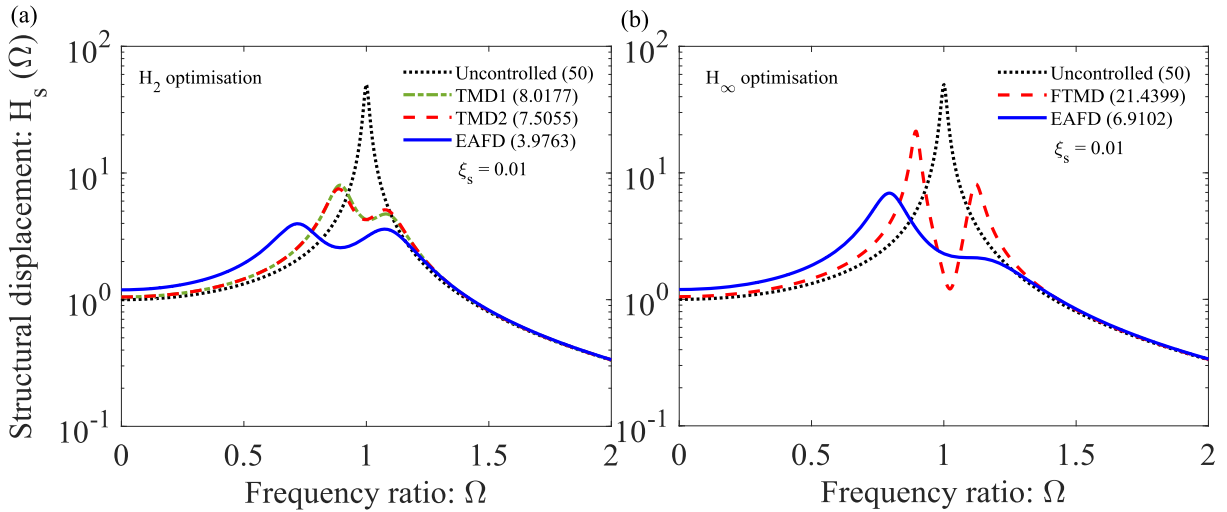 (a)
H₂ optimisation
Uncontrolled (50)
TMD1 (8.0177)
TMD2 (7.5055)
EAFD (3.9763)
ξₛ = 0.01
Structural displacement: Hₛ (Ω)
10²
10¹
10⁰
10⁻¹
0
0.5
1
1.5
2
Frequency ratio: Ω
(b)
H∞ optimisation
Uncontrolled (50)
FTMD (21.4399)
EAFD (6.9102)
ξₛ = 0.01
10²
10¹
10⁰
10⁻¹
0
0.5
1
1.5
2
Frequency ratio: Ω